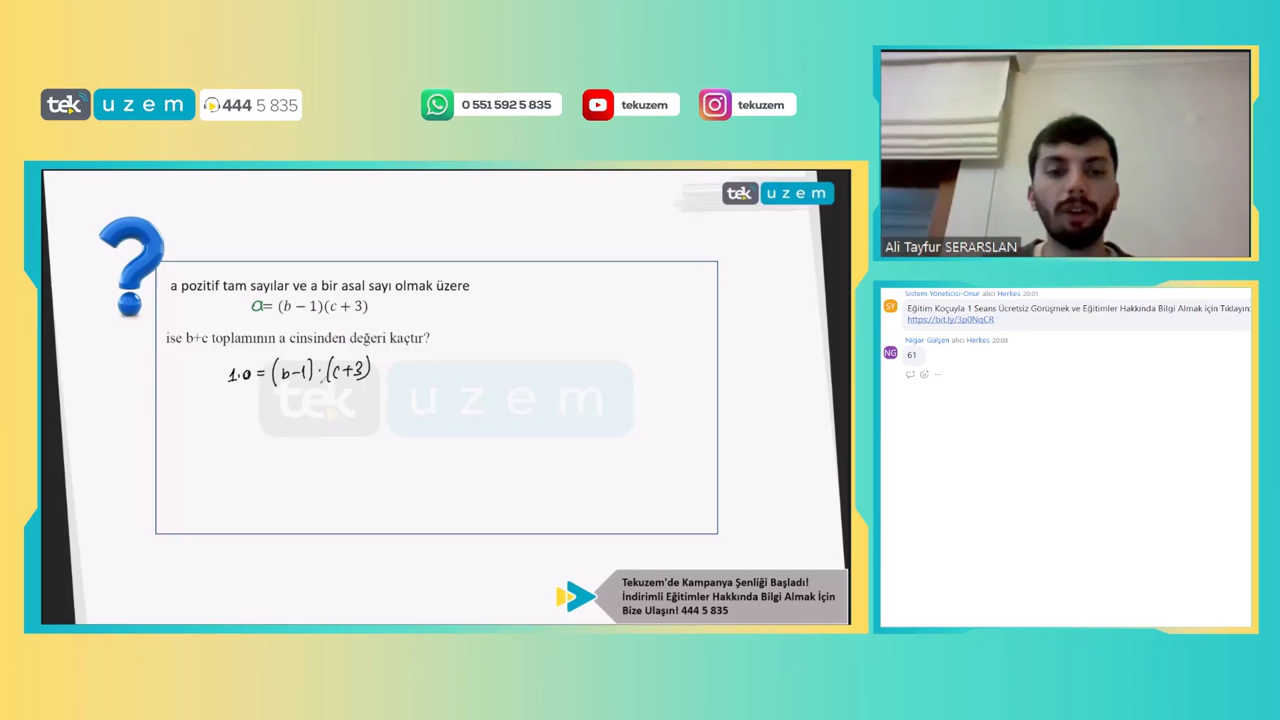 tek uzem 444 5 835
0 551 592 5 835
tekuzem
tekuzem
tek uzem
a pozitif tam sayılar ve a bir asal sayı olmak üzere
a= (b − 1)(c + 3)
ise b+c toplamının a cinsinden değeri kaçtır?
1.a = (b-1).(c+3)
tek uzem
Tekuzem'de Kampanya Şenliği Başladı!
İndirimli Eğitimler Hakkında Bilgi Almak İçin
Bize Ulaşın! 444 5 835
Ali Tayfur SERARSLAN
Sistem Yöneticisi-Onur alıcı Herkes 20:01
SY
Eğitim Koçuyla 1 Seans Ücretsiz Görüşmek ve Eğitimler Hakkında Bilgi Almak için Tıklayın:
https://bit.ly/3p0NqCR
Nigar Gülşen alıcı Herkes 20:08
NG
61